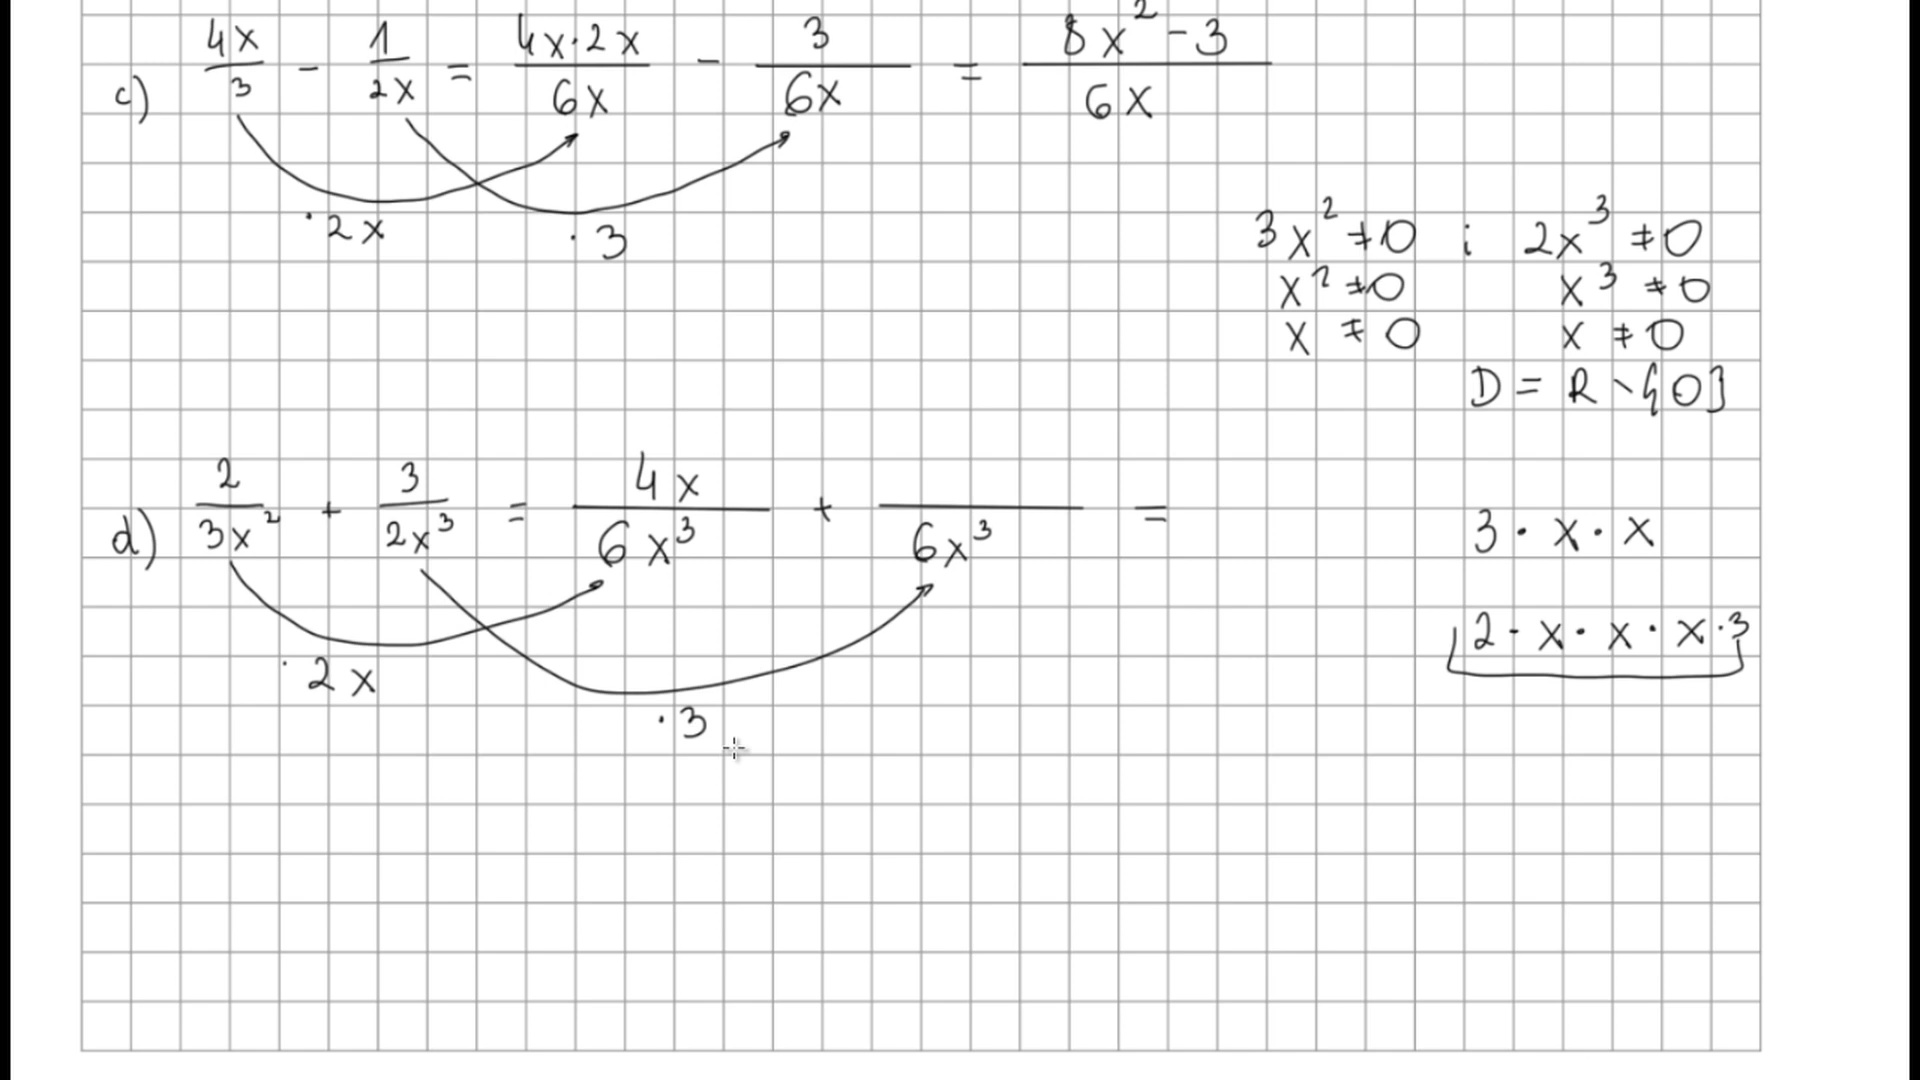 c) 4x/3 - 1/2x = 4x·2x/6x - 3/6x = 8x² - 3/6x
·2x ·3
3x² ≠ 0 i 2x³ ≠ 0
x² ≠ 0 x³ ≠ 0
x ≠ 0 x ≠ 0
D = R \ {0}
d) 2/3x² + 3/2x³ = 4x/6x³ + /6x³ =
·2x ·3
3 · x · x
2 · x · x · x · 3